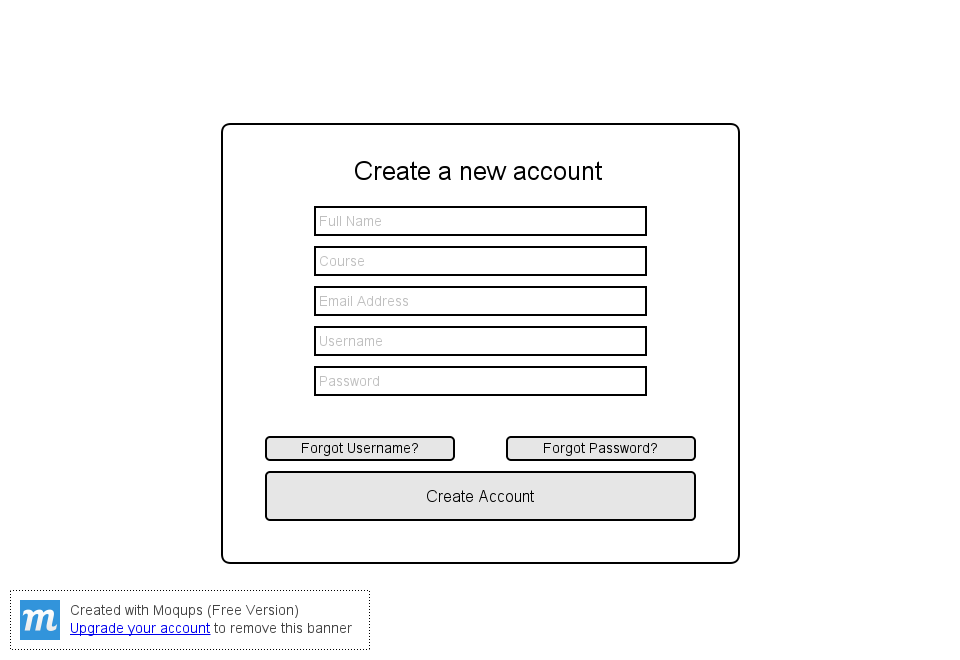 Create a new account
Full Name
Course
Email Address
Username
Password
Forgot Username? Forgot Password?
Create Account
m
Created with Moqups (Free Version)
Upgrade your account to remove this banner